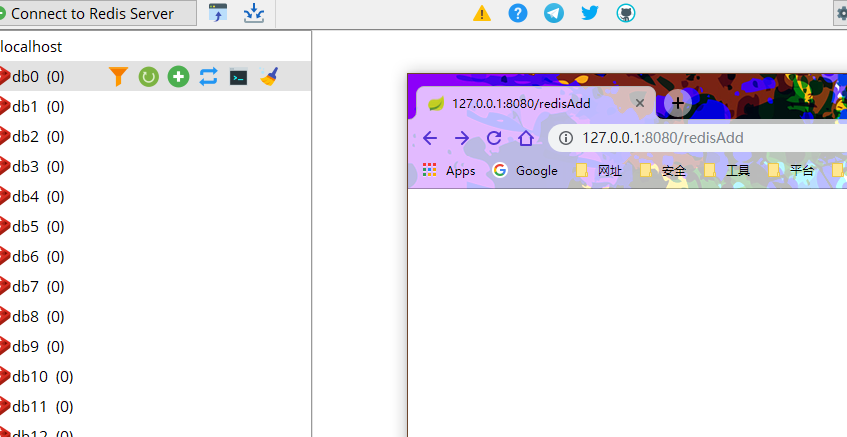 Connect to Redis Server
localhost
db0 (0)
db1 (0)
db2 (0)
db3 (0)
db4 (0)
db5 (0)
db6 (0)
db7 (0)
db8 (0)
db9 (0)
db10 (0)
db11 (0)
db12 (0)
127.0.0.1:8080/redisAdd
127.0.0.1:8080/redisAdd
Apps Google 网址 安全 工具 平台